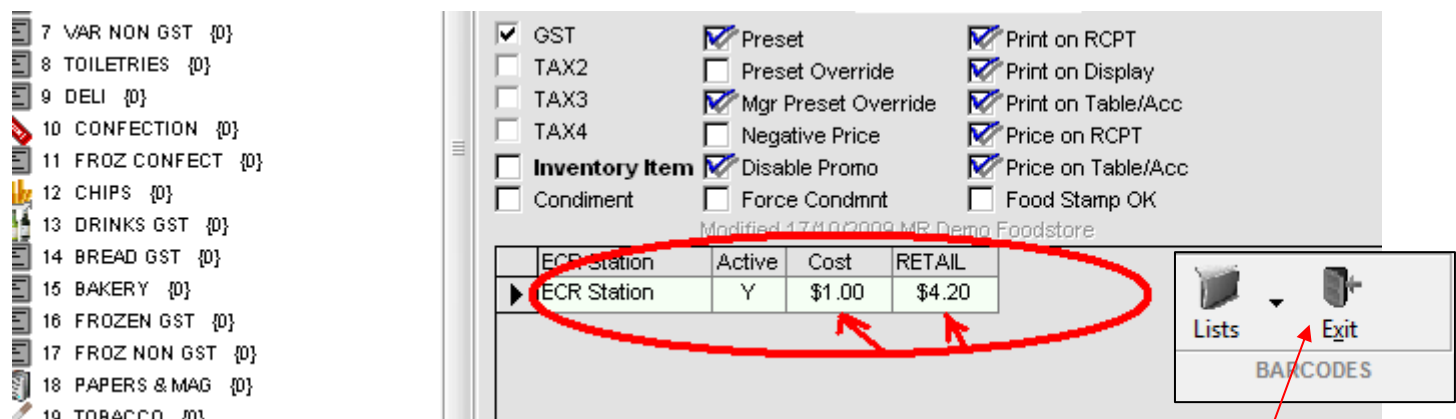 7 VAR NON GST {0}
8 TOILETRIES {0}
9 DELI {0}
10 CONFECTION {0}
11 FROZ CONFECT {0}
12 CHIPS {0}
13 DRINKS GST {0}
14 BREAD GST {0}
15 BAKERY {0}
16 FROZEN GST {0}
17 FROZ NON GST {0}
18 PAPERS & MAG {0}
19 TOBACCO {0}
GST Preset Print on RCPT
TAX2 Preset Override Print on Display
TAX3 Mgr Preset Override Print on Table/Acc
TAX4 Negative Price Price on RCPT
Inventory Item Disable Promo Price on Table/Acc
Condiment Force Condmnt Food Stamp OK
Modified 17/10/2009 MR Demo Foodstore
ECR Station Active Cost RETAIL
ECR Station Y $1.00 $4.20
Lists Exit
BARCODES